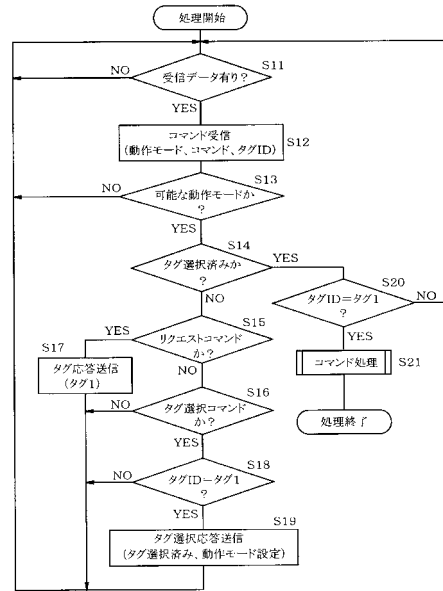 処理開始
S11
NO
受信データ有り?
YES
コマンド受信
(動作モード、コマンド、タグID)
S12
S13
NO
可能な動作モードか
?
YES
S14
タグ選択済みか
?
YES
NO
S20
タグID=タグ1
?
NO
YES
S15
リクエストコマンド
か?
YES
NO
S17
タグ応答送信
(タグ1)
コマンド処理
S21
処理終了
S16
NO
タグ選択コマンド
か?
YES
S18
NO
タグID=タグ1
?
YES
S19
タグ選択応答送信
(タグ選択済み、動作モード設定)